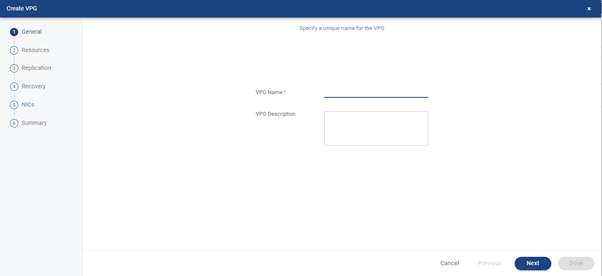 Create VPG
×
Specify a unique name for the VPG
1 General
2 Resources
3 Replication
4 Recovery
5 NICs
6 Summary
VPG Name *
VPG Description
Cancel
Previous
Next
Done